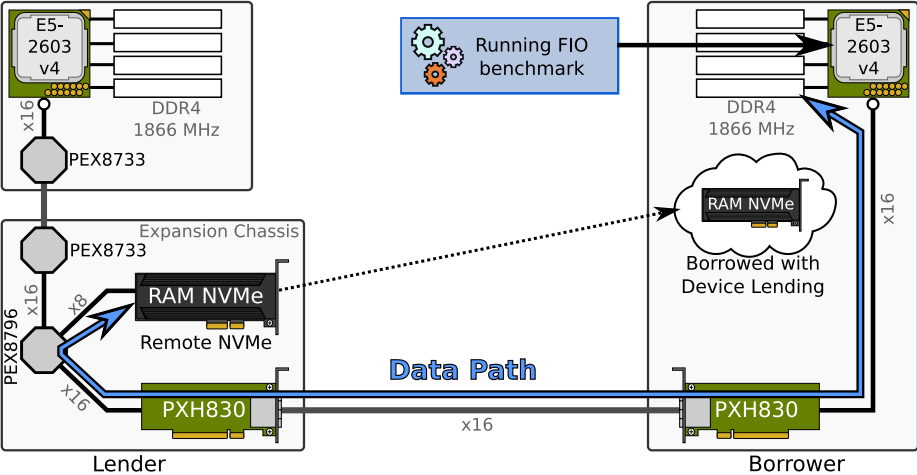 E5-
2603
v4
DDR4
1866 MHz
x16
PEX8733
Running FIO
benchmark
E5-
2603
v4
DDR4
1866 MHz
x16
RAM NVMe
Borrowed with
Device Lending
Expansion Chassis
PEX8733
x16
x8
RAM NVMe
Remote NVMe
PEX8796
x16
PXH830
Data Path
x16
PXH830
Lender
Borrower